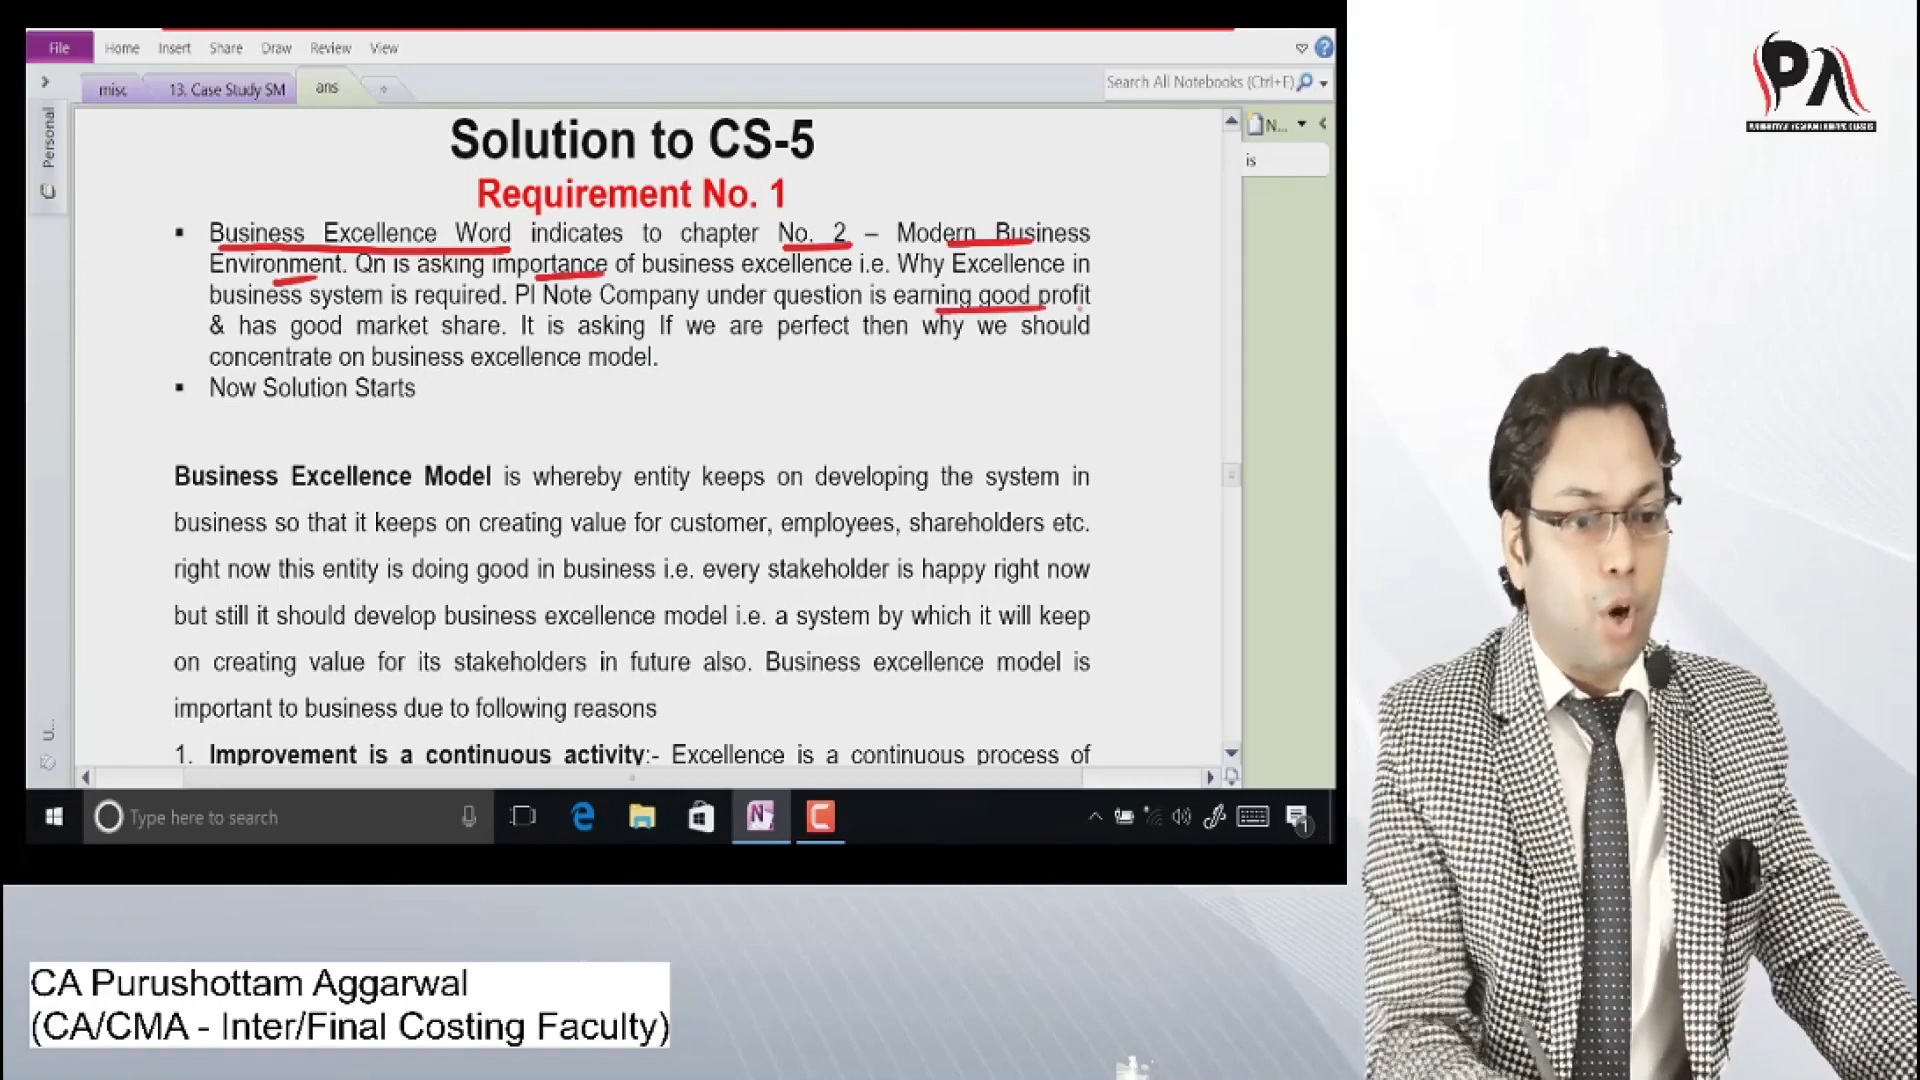 File Home Insert Share Draw Review View
misc 13. Case Study SM ans
Search All Notebooks (Ctrl+E)
Personal
N...
is
Solution to CS-5
Requirement No. 1
▪ Business Excellence Word indicates to chapter No. 2 – Modern Business
Environment. Qn is asking importance of business excellence i.e. Why Excellence in
business system is required. Pl Note Company under question is earning good profit
& has good market share. It is asking If we are perfect then why we should
concentrate on business excellence model.
▪ Now Solution Starts
Business Excellence Model is whereby entity keeps on developing the system in
business so that it keeps on creating value for customer, employees, shareholders etc.
right now this entity is doing good in business i.e. every stakeholder is happy right now
but still it should develop business excellence model i.e. a system by which it will keep
on creating value for its stakeholders in future also. Business excellence model is
important to business due to following reasons
1. Improvement is a continuous activity:- Excellence is a continuous process of
U...
Type here to search
1
CA Purushottam Aggarwal
(CA/CMA - Inter/Final Costing Faculty)
PA